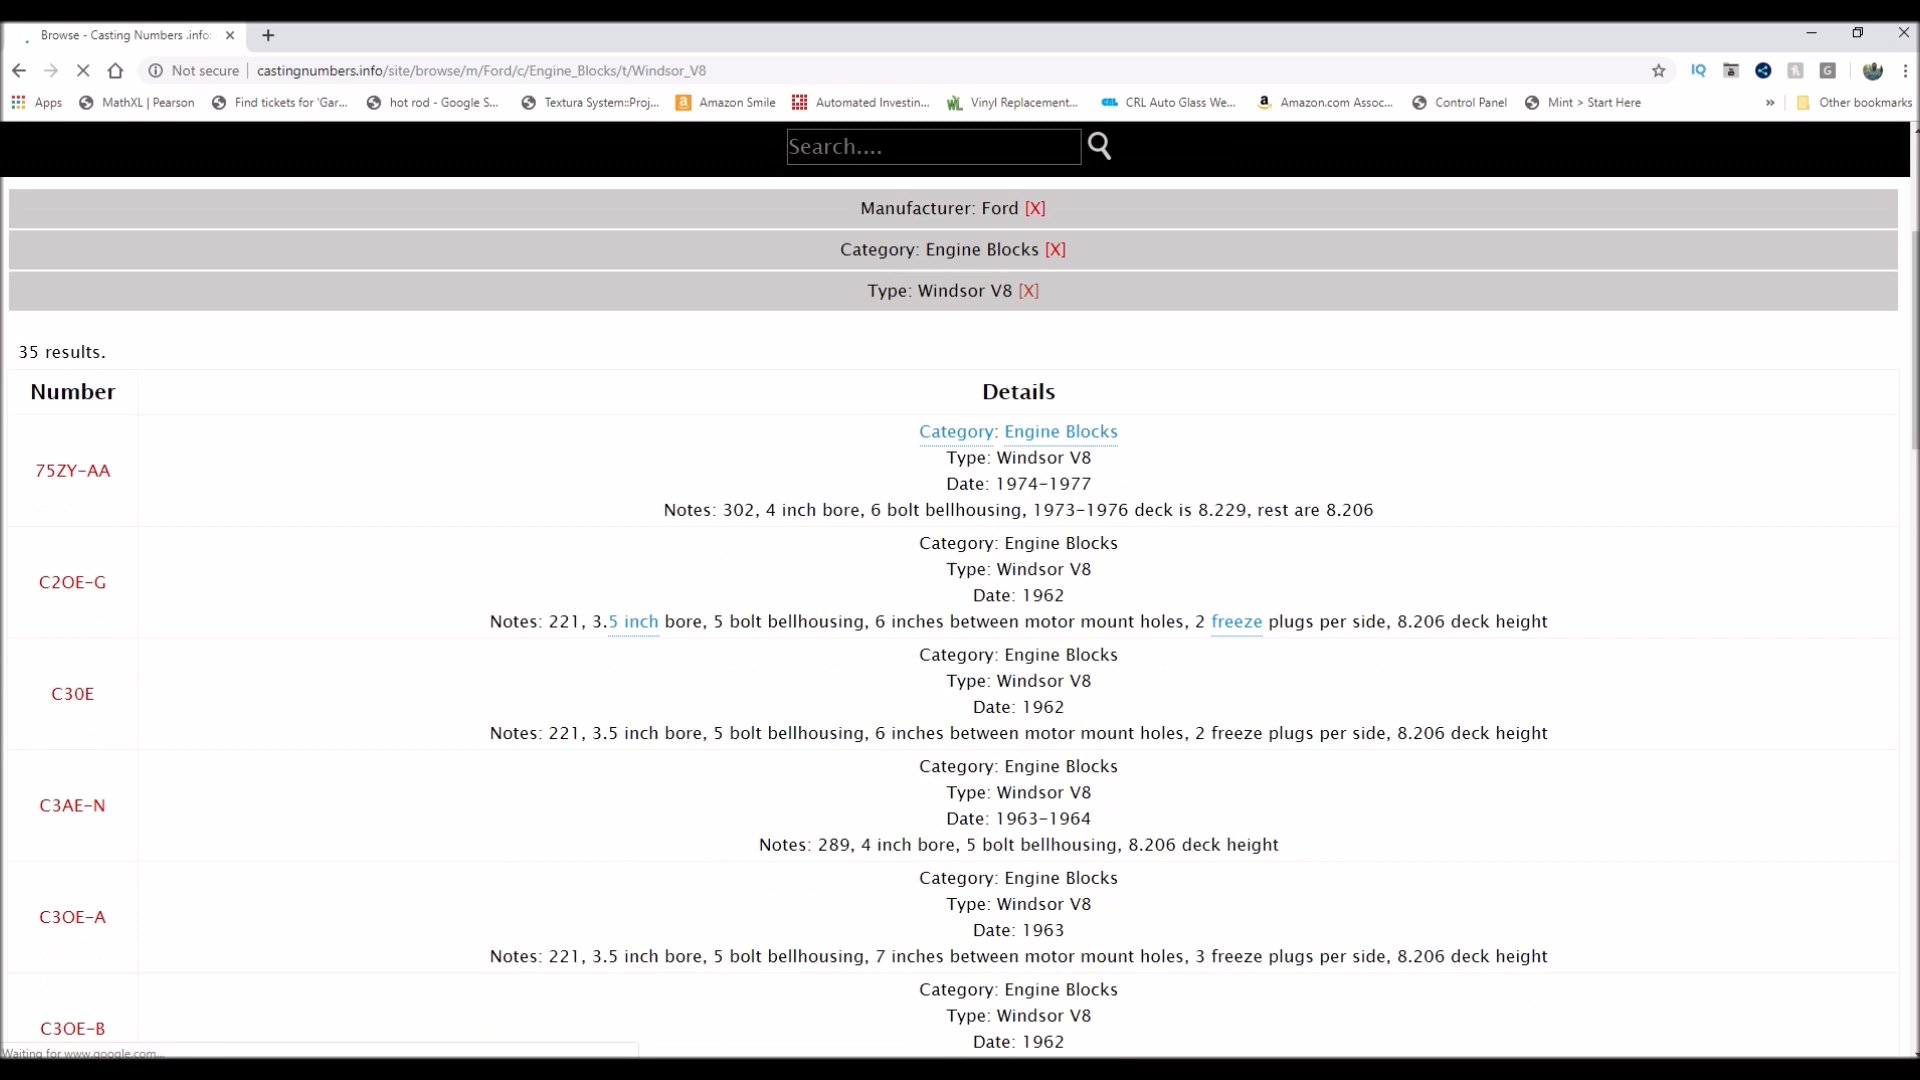 Browse - Casting Numbers .info:
Not secure
castingnumbers.info/site/browse/m/Ford/c/Engine_Blocks/t/Windsor_V8
IQ
G
Apps
MathXL | Pearson
Find tickets for 'Gar...
hot rod - Google S...
Textura System::Proj...
Amazon Smile
Automated Investin...
Vinyl Replacement...
CRL Auto Glass We...
Amazon.com Assoc...
Control Panel
Mint > Start Here
»
Other bookmarks
Search....
Manufacturer: Ford [X]
Category: Engine Blocks [X]
Type: Windsor V8 [X]
35 results.
Number Details
75ZY-AA
Category: Engine Blocks
Type: Windsor V8
Date: 1974-1977
Notes: 302, 4 inch bore, 6 bolt bellhousing, 1973-1976 deck is 8.229, rest are 8.206
C2OE-G
Category: Engine Blocks
Type: Windsor V8
Date: 1962
Notes: 221, 3.5 inch bore, 5 bolt bellhousing, 6 inches between motor mount holes, 2 freeze plugs per side, 8.206 deck height
C30E
Category: Engine Blocks
Type: Windsor V8
Date: 1962
Notes: 221, 3.5 inch bore, 5 bolt bellhousing, 6 inches between motor mount holes, 2 freeze plugs per side, 8.206 deck height
C3AE-N
Category: Engine Blocks
Type: Windsor V8
Date: 1963-1964
Notes: 289, 4 inch bore, 5 bolt bellhousing, 8.206 deck height
C3OE-A
Category: Engine Blocks
Type: Windsor V8
Date: 1963
Notes: 221, 3.5 inch bore, 5 bolt bellhousing, 7 inches between motor mount holes, 3 freeze plugs per side, 8.206 deck height
C3OE-B
Category: Engine Blocks
Type: Windsor V8
Date: 1962
Waiting for www.google.com...